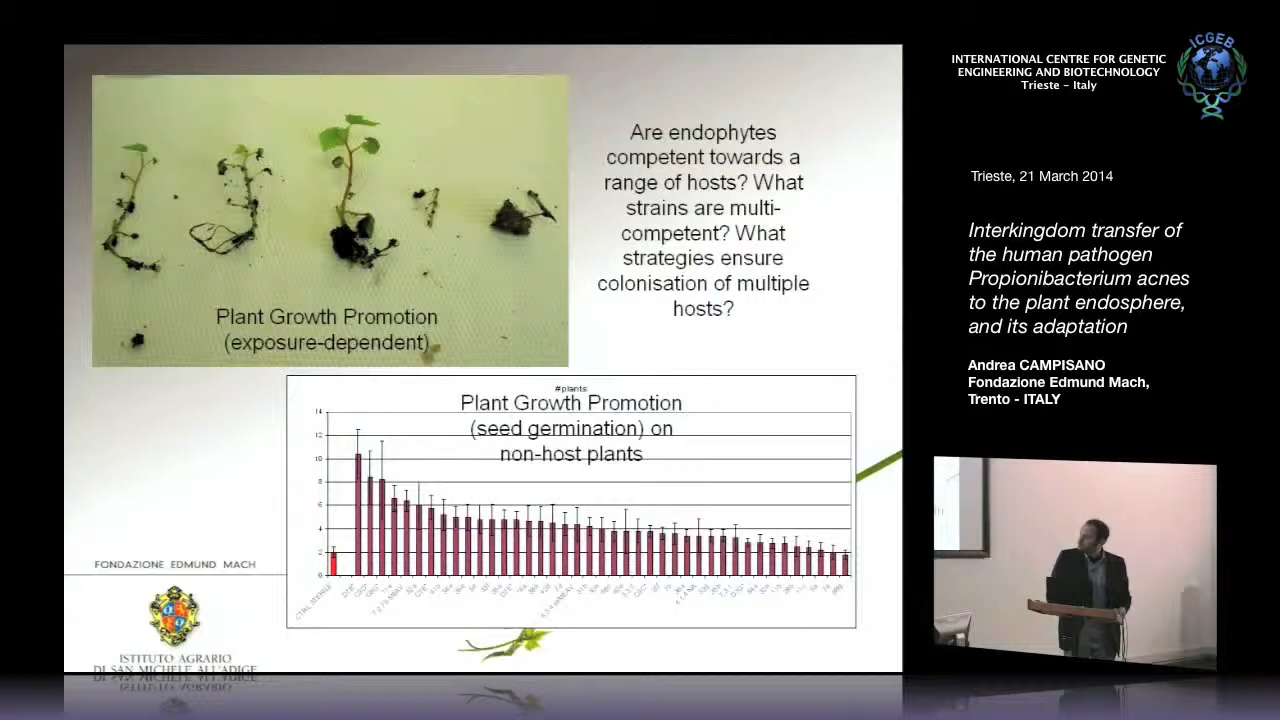 Are endophytes
competent towards a
range of hosts? What
strains are multi-
competent? What
strategies ensure
colonisation of multiple
hosts?
Plant Growth Promotion
(exposure-dependent)
#plants
Plant Growth Promotion
(seed germination) on
non-host plants
14
12
10
8
6
4
2
0
FONDAZIONE EDMUND MACH
ISTITUTO AGRARIO
DI SAN MICHELE ALL'ADIGE
INTERNATIONAL CENTRE FOR GENETIC
ENGINEERING AND BIOTECHNOLOGY
Trieste - Italy
ICGEB
Trieste, 21 March 2014
Interkingdom transfer of
the human pathogen
Propionibacterium acnes
to the plant endosphere,
and its adaptation
Andrea CAMPISANO
Fondazione Edmund Mach,
Trento - ITALY